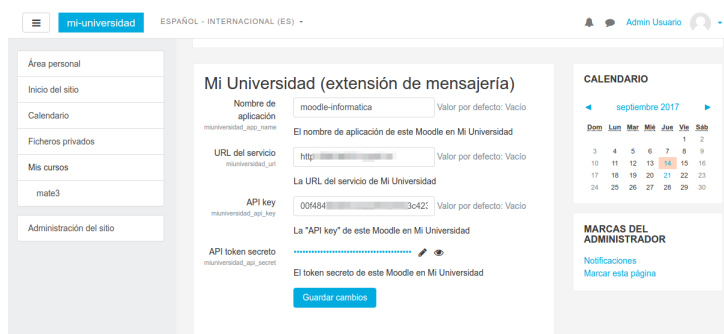 mi-universidad
ESPAÑOL - INTERNACIONAL (ES)
Admin Usuario
Área personal
Inicio del sitio
Calendario
Ficheros privados
Mis cursos
mate3
Administración del sitio
Mi Universidad (extensión de mensajería)
Nombre de aplicación
miuniversidad_app_name
moodle-informatica
Valor por defecto: Vacío
El nombre de aplicación de este Moodle en Mi Universidad
URL del servicio
miuniversidad_url
http
Valor por defecto: Vacío
La URL del servicio de Mi Universidad
API key
miuniversidad_api_key
00f484
3c423
Valor por defecto: Vacío
La "API key" de este Moodle en Mi Universidad
API token secreto
miuniversidad_api_secret
El token secreto de este Moodle en Mi Universidad
Guardar cambios
CALENDARIO
◄ septiembre 2017 ►
Dom Lun Mar Mié Jue Vie Sáb
1 2
3 4 5 6 7 8 9
10 11 12 13 14 15 16
17 18 19 20 21 22 23
24 25 26 27 28 29 30
MARCAS DEL
ADMINISTRADOR
Notificaciones
Marcar esta página